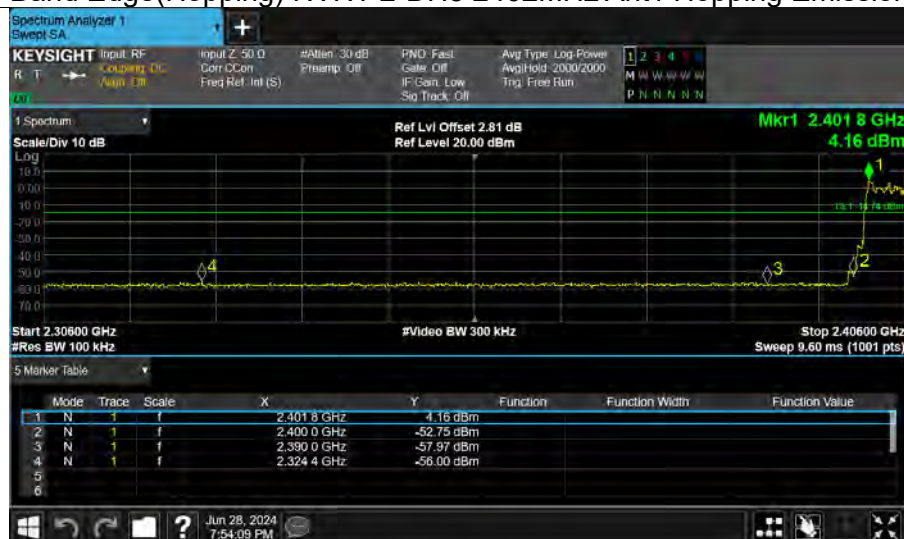 Spectrum Analyzer 1
Swept SA
+
KEYSIGHT Input: RF
R T
Coupling: DC
Align: Off
Input Z: 50 Ω
Corr CCorr
Freq Ref: Int (S)
#Atten: 30 dB
Preamp: Off
PNO: Fast
Gate: Off
IF Gain: Low
Sig Track: Off
Avg Type: Log-Power
Avg|Hold: 2000/2000
Trig: Free Run
1 2 3 4 5 6
M W W W W W
P N N N N N
1 Spectrum
Scale/Div 10 dB
Ref Lvl Offset 2.81 dB
Ref Level 20.00 dBm
Mkr1 2.401 8 GHz
4.16 dBm
Log
10.0
0.00
-10.0
-20.0
-30.0
-40.0
-50.0
-60.0
-70.0
1
2
3
4
Start 2.30600 GHz
#Res BW 100 kHz
#Video BW 300 kHz
Stop 2.40600 GHz
Sweep 9.60 ms (1001 pts)
5 Marker Table
Mode Trace Scale X Y Function Function Width Function Value
1 N 1 f 2.401 8 GHz 4.16 dBm
2 N 1 f 2.400 0 GHz -52.75 dBm
3 N 1 f 2.390 0 GHz -57.97 dBm
4 N 1 f 2.324 4 GHz -56.00 dBm
5
6
?
Jun 28, 2024
7:54:09 PM